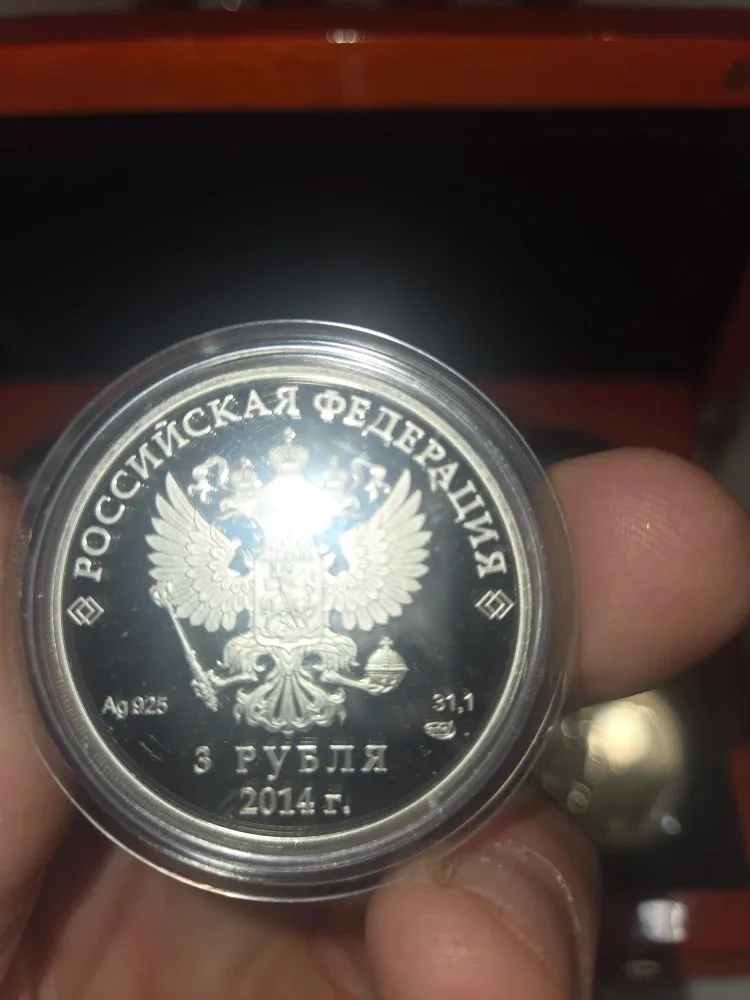 РОССИЙСКАЯ ФЕДЕРАЦИЯ
Ag 925
31,1
3 РУБЛЯ
2014 г.